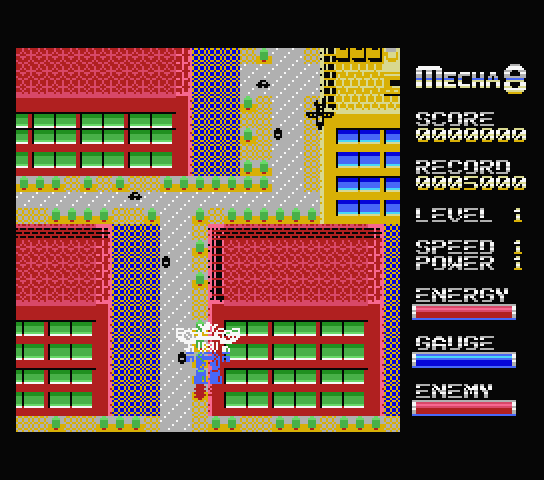 MECHA 8
SCORE
0000000
RECORD
0005000
LEVEL 1
SPEED 1
POWER 1
ENERGY
GAUGE
ENEMY